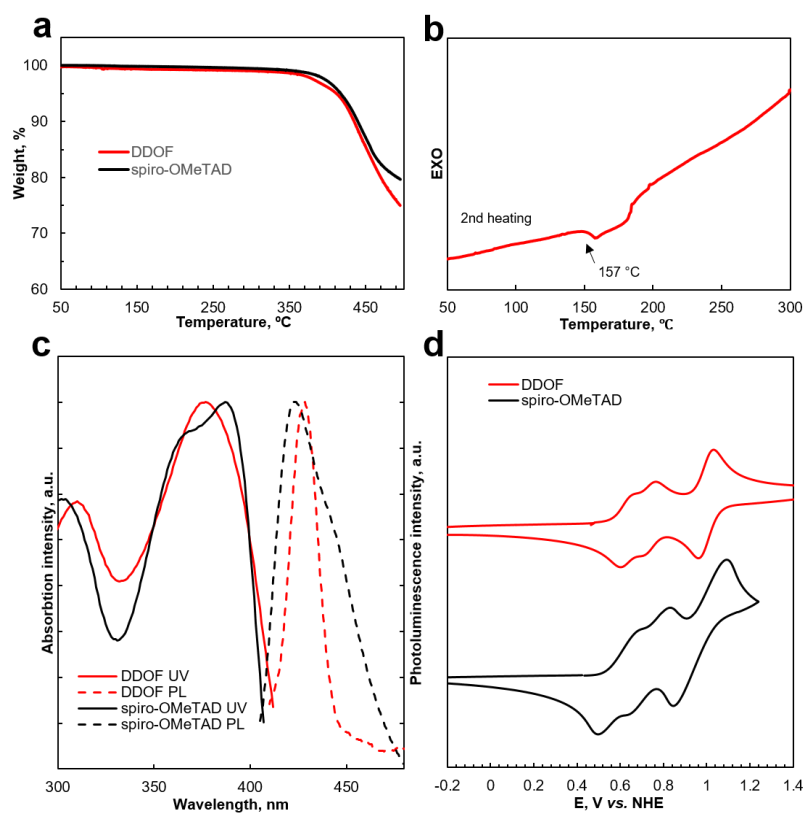 a
100
90
80
70
60
Weight, %
DDOF
spiro-OMeTAD
50 150 250 350 450
Temperature, ºC
b
EXO
2nd heating
157 °C
50 100 150 200 250 300
Temperature, ℃
c
Absorbtion intensity, a.u.
DDOF UV
DDOF PL
spiro-OMeTAD UV
spiro-OMeTAD PL
300 350 400 450
Wavelength, nm
d
Photoluminescence intensity, a.u.
DDOF
spiro-OMeTAD
-0.2 0 0.2 0.4 0.6 0.8 1 1.2 1.4
E, V vs. NHE